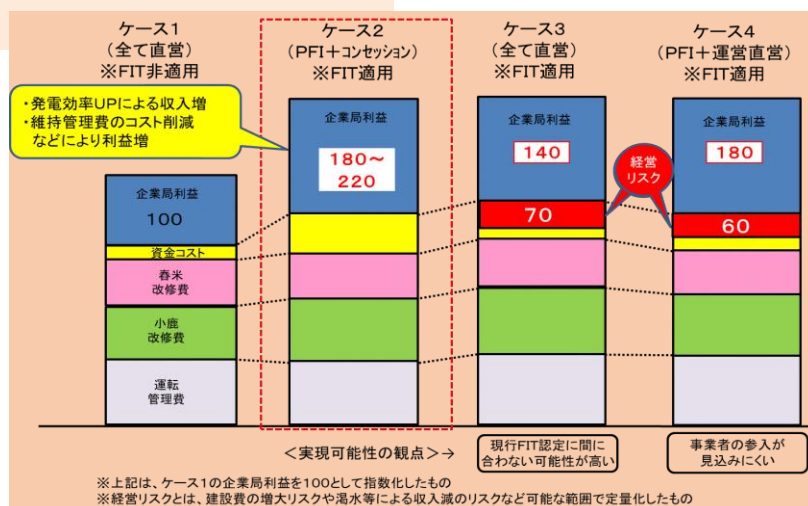 ケース1
(全て直営)
※FIT非適用
ケース2
(PFI+コンセッション)
※FIT適用
ケース3
(全て直営)
※FIT適用
ケース4
(PFI+運営直営)
※FIT適用
・発電効率UPによる収入増
・維持管理費のコスト削減
などにより利益増
企業局利益
100
資金コスト
春米
改修費
小鹿
改修費
運転
管理費
企業局利益
180～
220
企業局利益
140
70
経営
リスク
企業局利益
180
60
＜実現可能性の観点＞→
現行FIT認定に間に
合わない可能性が高い
事業者の参入が
見込みにくい
※上記は、ケース1の企業局利益を100として指数化したもの
※経営リスクとは、建設費の増大リスクや渇水等による収入減のリスクなど可能な範囲で定量化したもの